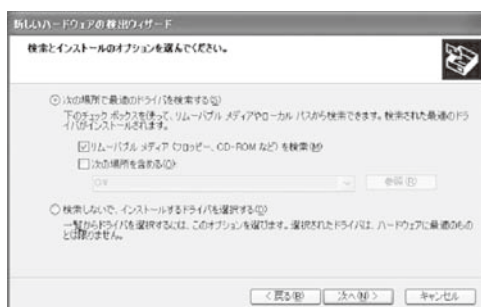 新しいハードウェアの検出ウィザード
検索とインストールのオプションを選んでください。
次の場所で最適のドライバを検索する(S)
下のチェック ボックスを使って、リムーバブル メディアやローカル パスから検索できます。検索された最適のドラ
イバがインストールされます。
リムーバブル メディア (フロッピー、CD-ROM など) を検索(M)
次の場所を含める(O):
参照(R)
検索しないで、インストールするドライバを選択する(D)
一覧からドライバを選択するには、このオプションを選びます。選択されたドライバは、ハードウェアに最適のもの
とは限りません。
< 戻る(B) 次へ(N) > キャンセル